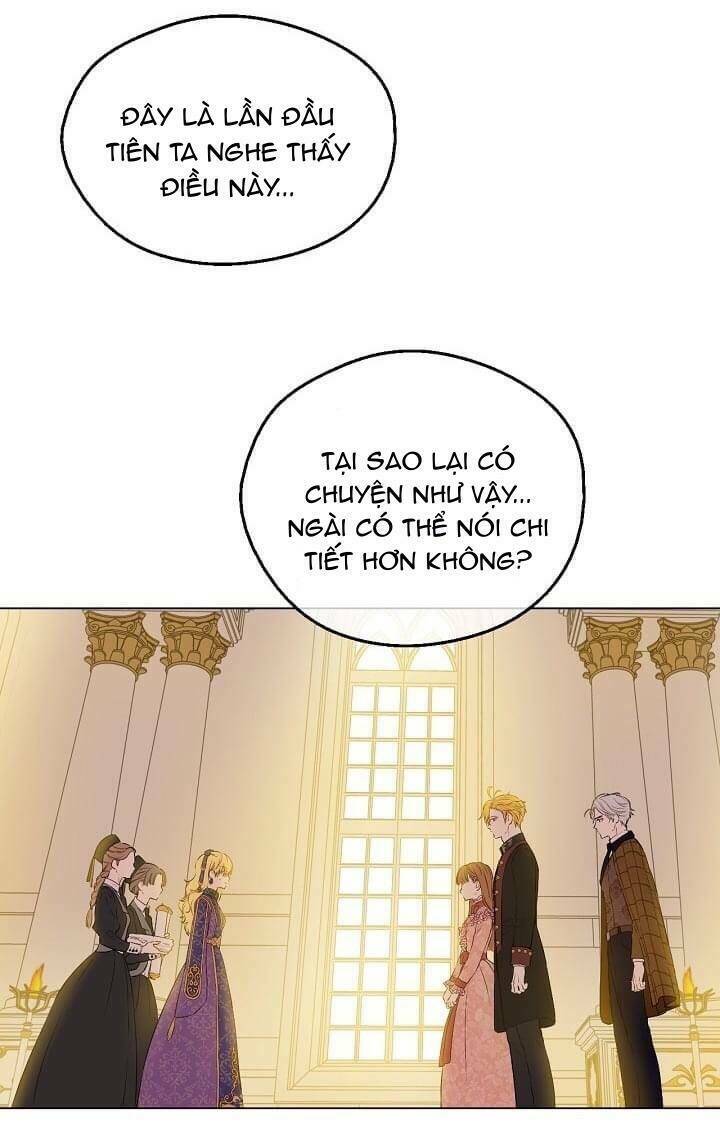 ĐÂY LÀ LẦN ĐẦU
TIÊN TA NGHE THẤY
ĐIỀU NÀY...
TẠI SAO LẠI CÓ
CHUYỆN NHƯ VẬY...
NGÀI CÓ THỂ NÓI CHI
TIẾT HƠN KHÔNG?